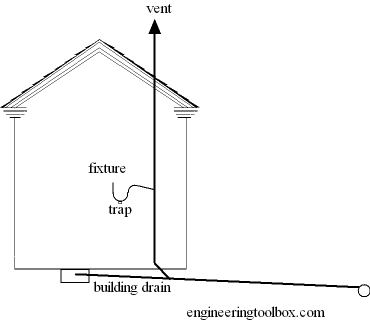 vent
fixture
trap
building drain
engineeringtoolbox.com